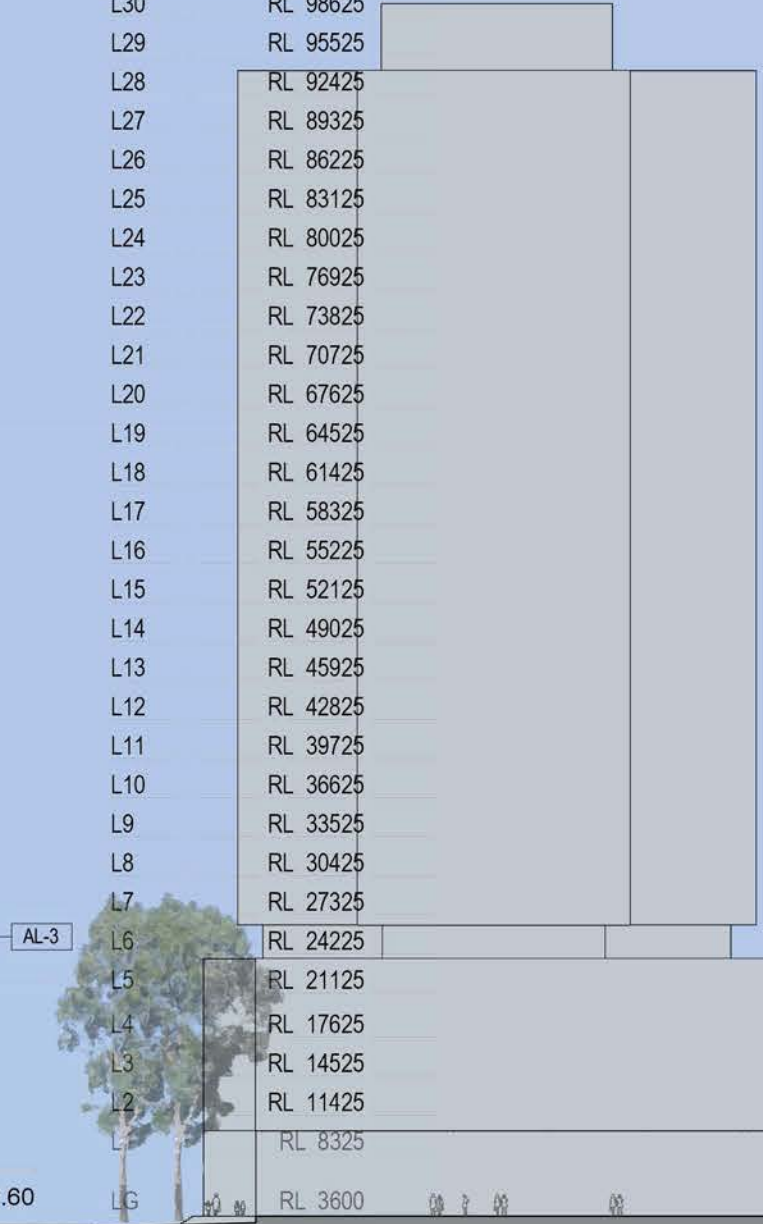 L30 RL 98625
L29 RL 95525
L28 RL 92425
L27 RL 89325
L26 RL 86225
L25 RL 83125
L24 RL 80025
L23 RL 76925
L22 RL 73825
L21 RL 70725
L20 RL 67625
L19 RL 64525
L18 RL 61425
L17 RL 58325
L16 RL 55225
L15 RL 52125
L14 RL 49025
L13 RL 45925
L12 RL 42825
L11 RL 39725
L10 RL 36625
L9 RL 33525
L8 RL 30425
L7 RL 27325
AL-3 L6 RL 24225
L5 RL 21125
L4 RL 17625
L3 RL 14525
L2 RL 11425
RL 8325
.60 LG RL 3600